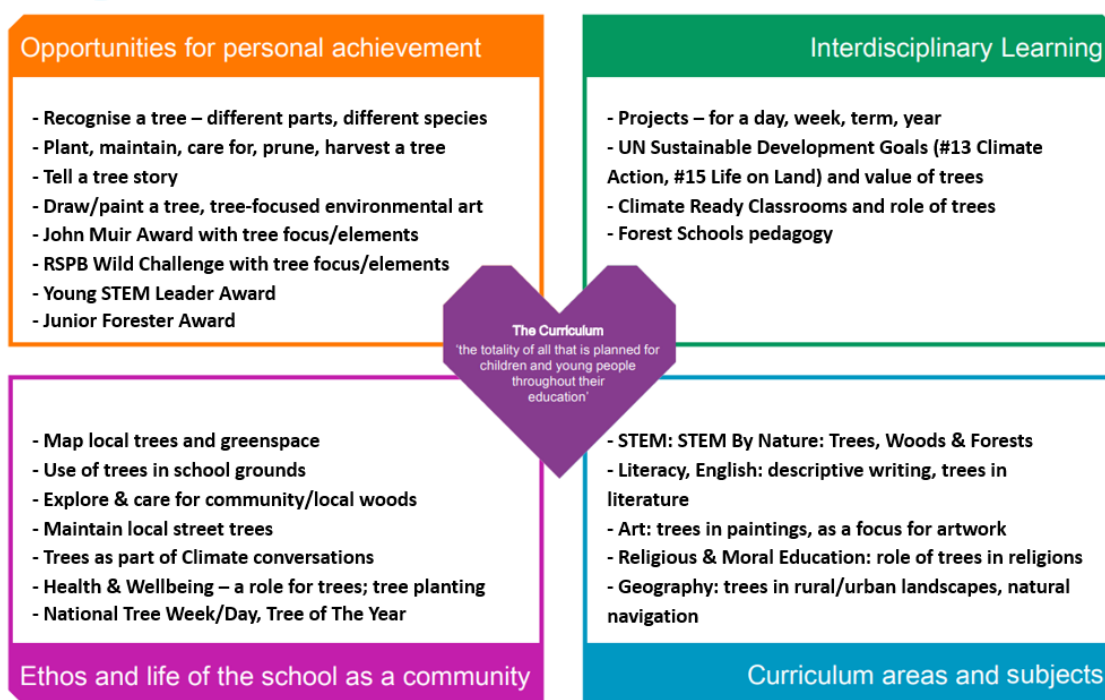 Opportunities for personal achievement
- Recognise a tree – different parts, different species
- Plant, maintain, care for, prune, harvest a tree
- Tell a tree story
- Draw/paint a tree, tree-focused environmental art
- John Muir Award with tree focus/elements
- RSPB Wild Challenge with tree focus/elements
- Young STEM Leader Award
- Junior Forester Award
Interdisciplinary Learning
- Projects – for a day, week, term, year
- UN Sustainable Development Goals (#13 Climate
Action, #15 Life on Land) and value of trees
- Climate Ready Classrooms and role of trees
- Forest Schools pedagogy
The Curriculum
'the totality of all that is planned for
children and young people
throughout their
education'
- Map local trees and greenspace
- Use of trees in school grounds
- Explore & care for community/local woods
- Maintain local street trees
- Trees as part of Climate conversations
- Health & Wellbeing – a role for trees; tree planting
- National Tree Week/Day, Tree of The Year
Ethos and life of the school as a community
- STEM: STEM By Nature: Trees, Woods & Forests
- Literacy, English: descriptive writing, trees in
literature
- Art: trees in paintings, as a focus for artwork
- Religious & Moral Education: role of trees in religions
- Geography: trees in rural/urban landscapes, natural
navigation
Curriculum areas and subjects